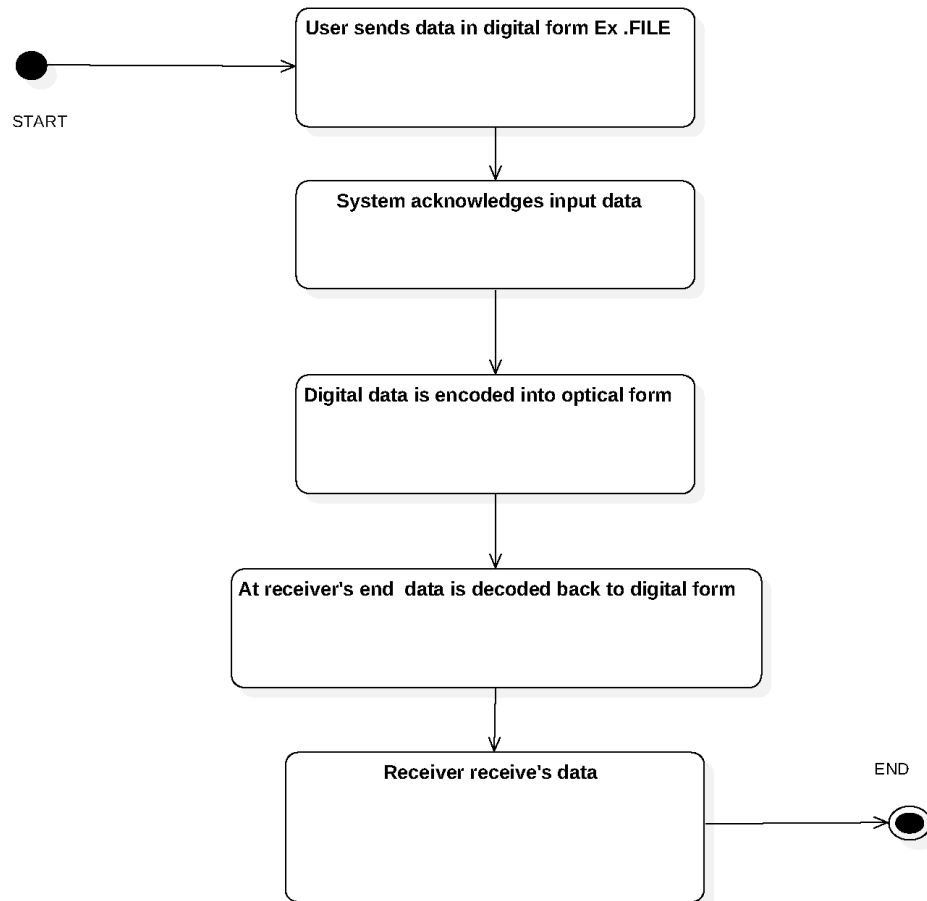 User sends data in digital form Ex .FILE
START
System acknowledges input data
Digital data is encoded into optical form
At receiver's end  data is decoded back to digital form
Receiver receive's data
END